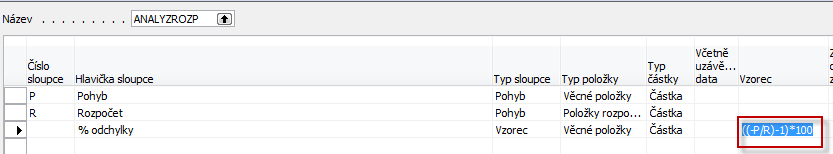 Název . . . . . . . . . ANALYZROZP
Číslo sloupce Hlavička sloupce Typ sloupce Typ položky Typ částky Včetně uzávě... data Vzorec
P Pohyb Pohyb Věcné položky Částka
R Rozpočet Pohyb Položky rozpo... Částka
% odchylky Vzorec Věcné položky Částka ((-P/R)-1)*100